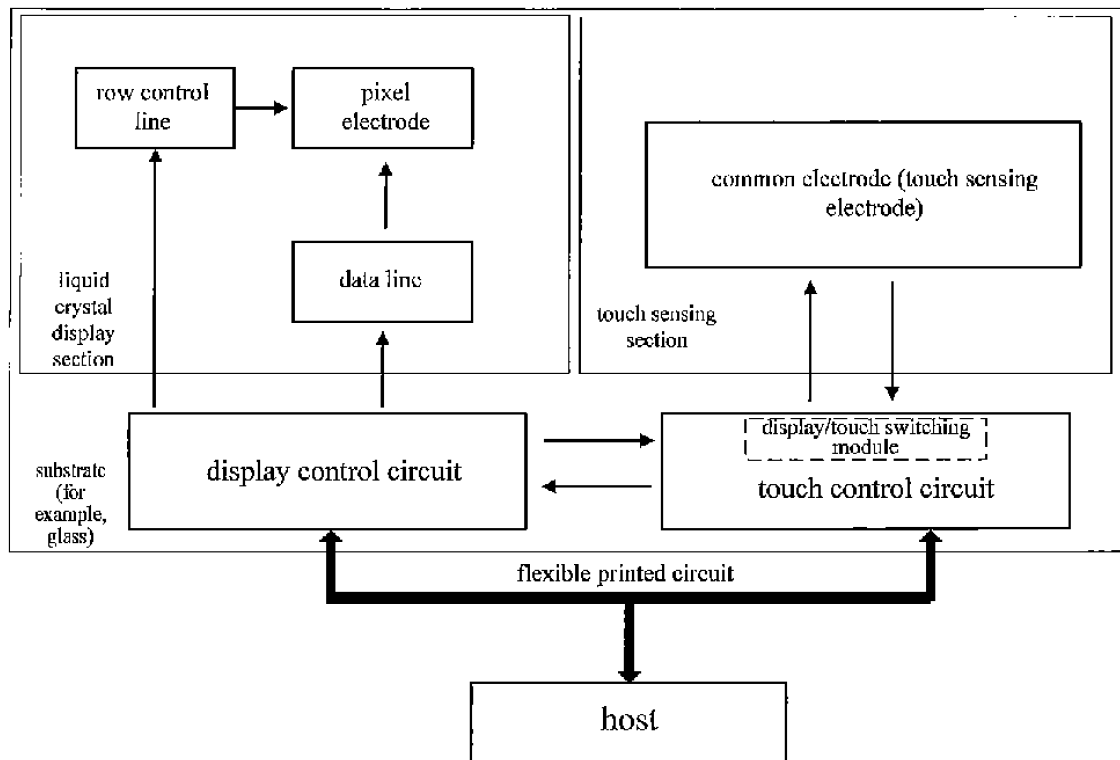 row control
line
pixel
electrode
common electrode (touch sensing
electrode)
data line
liquid
crystal
display
section
touch sensing
section
display/touch switching
module
display control circuit
touch control circuit
substrate
(for
example,
glass)
flexible printed circuit
host